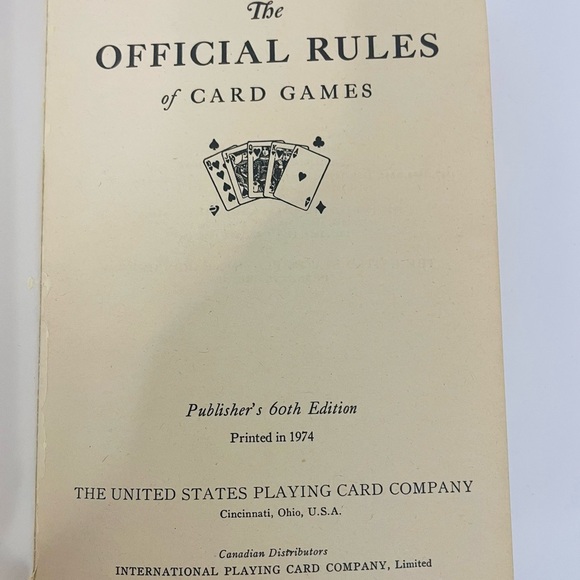 The
OFFICIAL RULES
of CARD GAMES
Publisher's 60th Edition
Printed in 1974
THE UNITED STATES PLAYING CARD COMPANY
Cincinnati, Ohio, U.S.A.
Canadian Distributors
INTERNATIONAL PLAYING CARD COMPANY, Limited